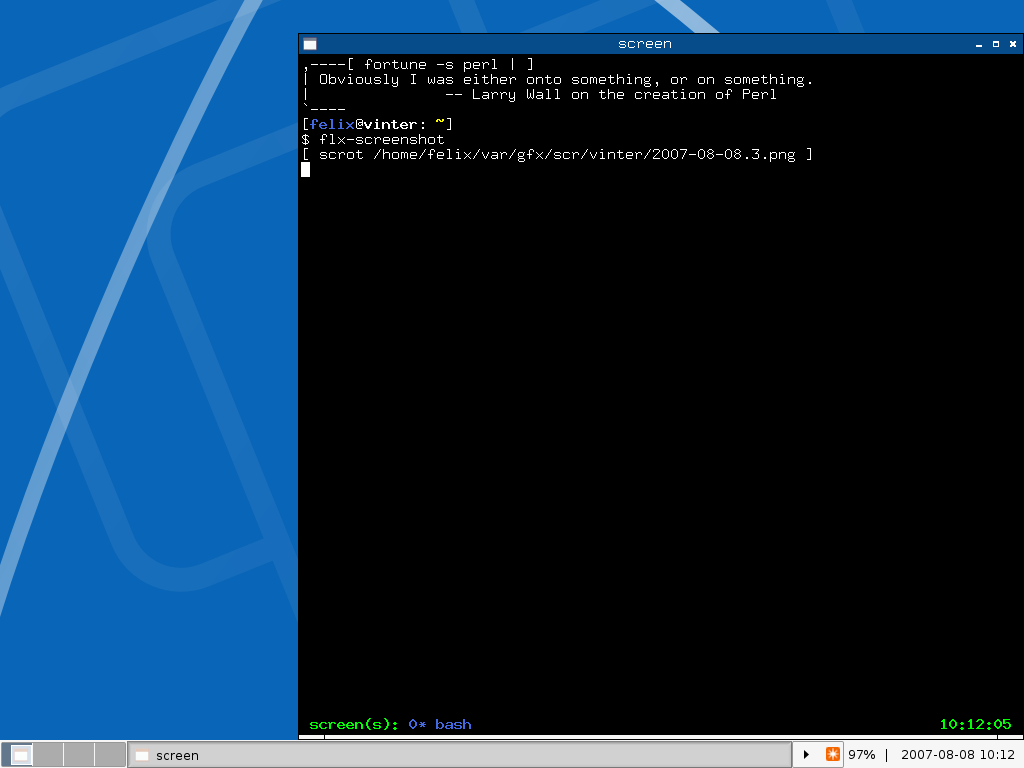 screen
,----[ fortune -s perl | ]
| Obviously I was either onto something, or on something.
|                -- Larry Wall on the creation of Perl
`----
[felix@vinter: ~]
$ flx-screenshot
[ scrot /home/felix/var/gfx/scr/vinter/2007-08-08.3.png ]
screen(s): 0* bash 10:12:05
screen 97% | 2007-08-08 10:12